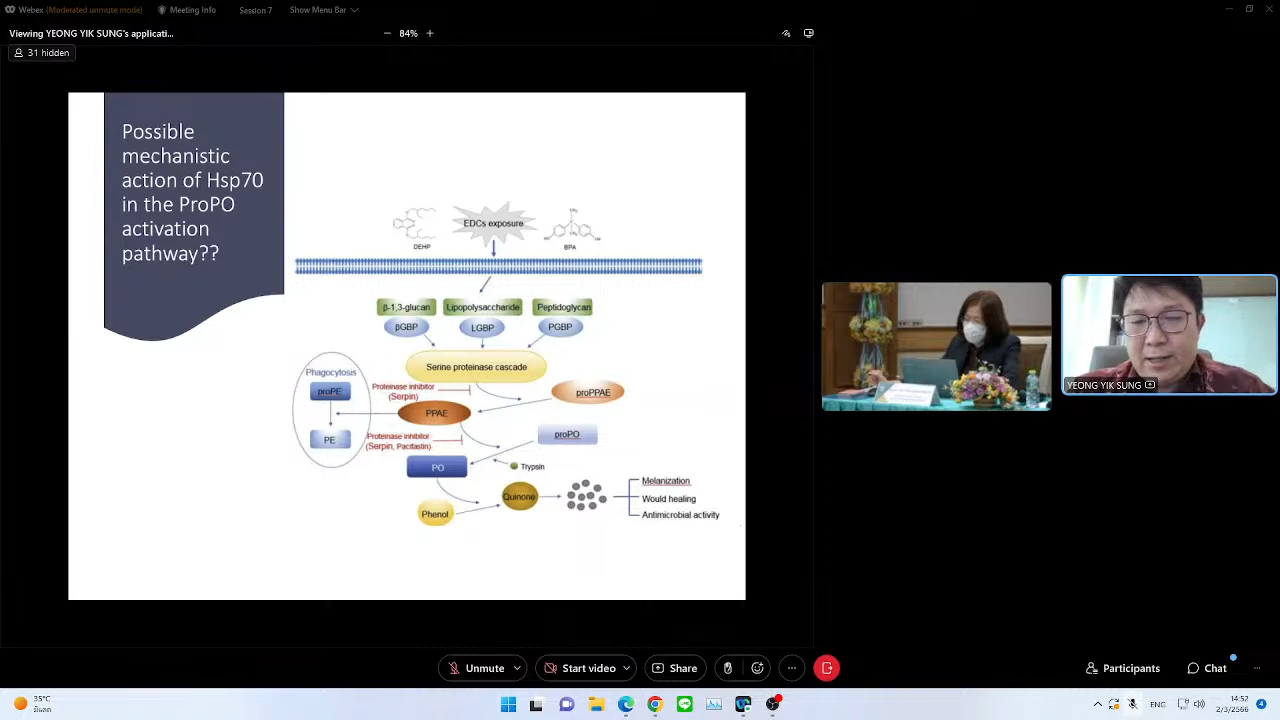 Webex (Moderated unmute mode)
Meeting Info
Session 7
Show Menu Bar
Viewing YEONG YIK SUNG's applicati...
84%
31 hidden
Possible
mechanistic
action of Hsp70
in the ProPO
activation
pathway??
EDCs exposure
DEHP
BPA
β-1,3-glucan
Lipopolysaccharide
Peptidoglycan
βGBP
LGBP
PGBP
Serine proteinase cascade
Phagocytosis
proPE
PE
Proteinase inhibitor
(Serpin)
proPPAE
PPAE
Proteinase inhibitor
(Serpin, Pacifastin)
proPO
PO
Trypsin
Quinone
Phenol
Melanization
Would healing
Antimicrobial activity
YEONG YIK SUNG
Unmute
Start video
Share
Participants
Chat
35°C
ENG
14:52
4